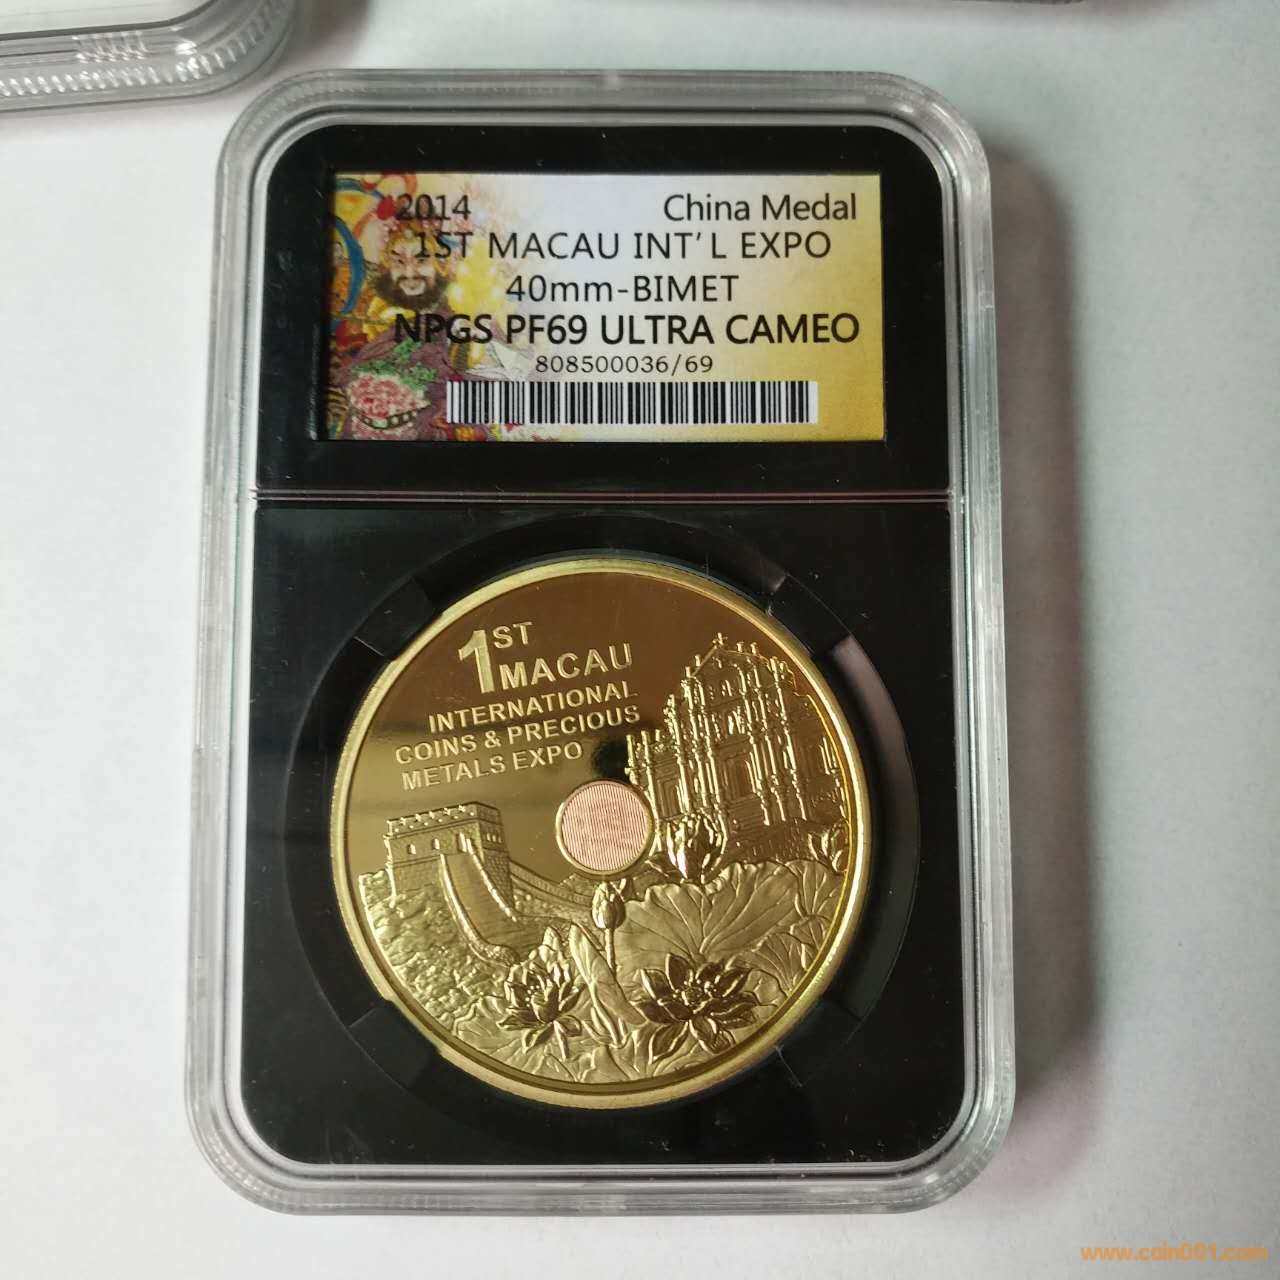 2014 China Medal
1ST MACAU INT'L EXPO
40mm-BIMET
NPGS PF69 ULTRA CAMEO
808500036/69
1ST
MACAU
INTERNATIONAL
COINS & PRECIOUS
METALS EXPO
www.coin001.com